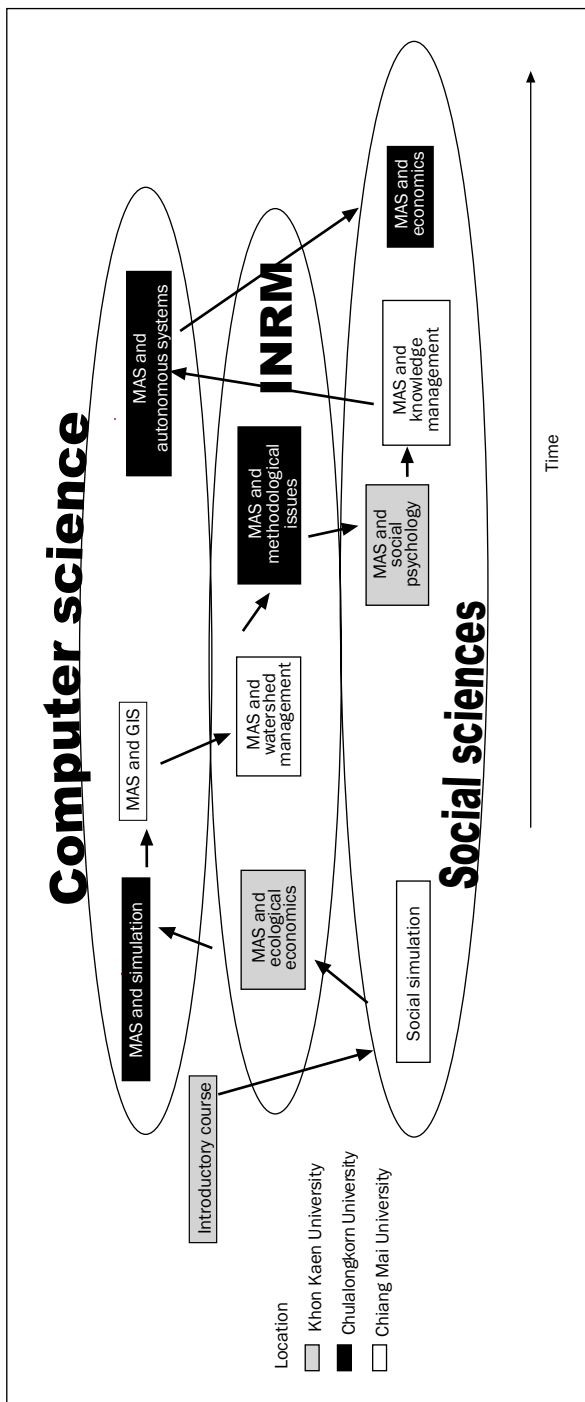 Computer science
MAS and simulation
MAS and GIS
MAS and
autonomous systems
INRM
MAS and
ecological
economics
MAS and
watershed
management
MAS and
methodological
issues
Introductory course
Social sciences
Social simulation
MAS and
social
psychology
MAS and
knowledge
management
MAS and
economics
Time
Location
Khon Kaen University
Chulalongkorn University
Chiang Mai University